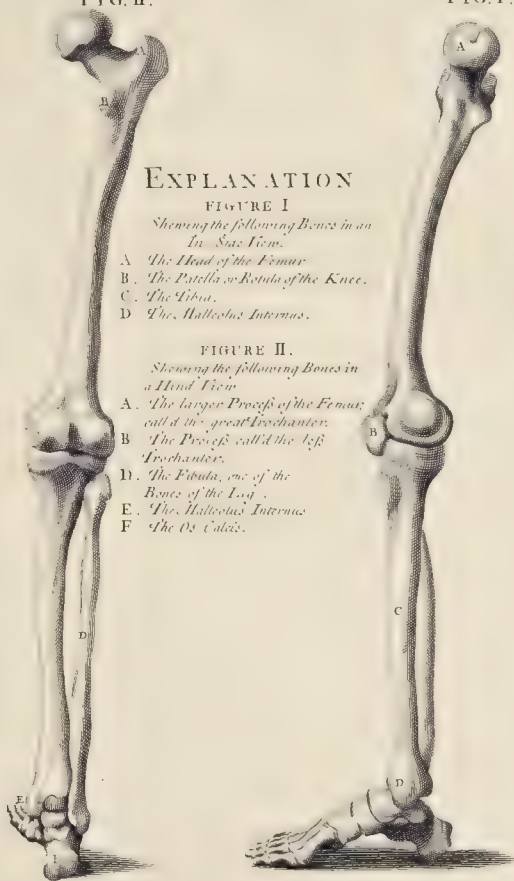 FIG. II.
FIG. I.
EXPLANATION
FIGURE I
Shewing the following Bones in an
In Side View.
A The Head of the Femur
B. The Patella or Rotula of the Knee.
C. The Tibia.
D The Malleolus Internus.
FIGURE II.
Shewing the following Bones in
a Hind View
A. The larger Proceſs of the Femur,
call'd the great Trochanter.
B The Proceſs call'd the leſs
Trochanter.
D. The Fibula, one of the
Bones of the Leg.
E. The Malleolus Internus
F The Os Calcis.
A
B
D
E
A
B
C
D